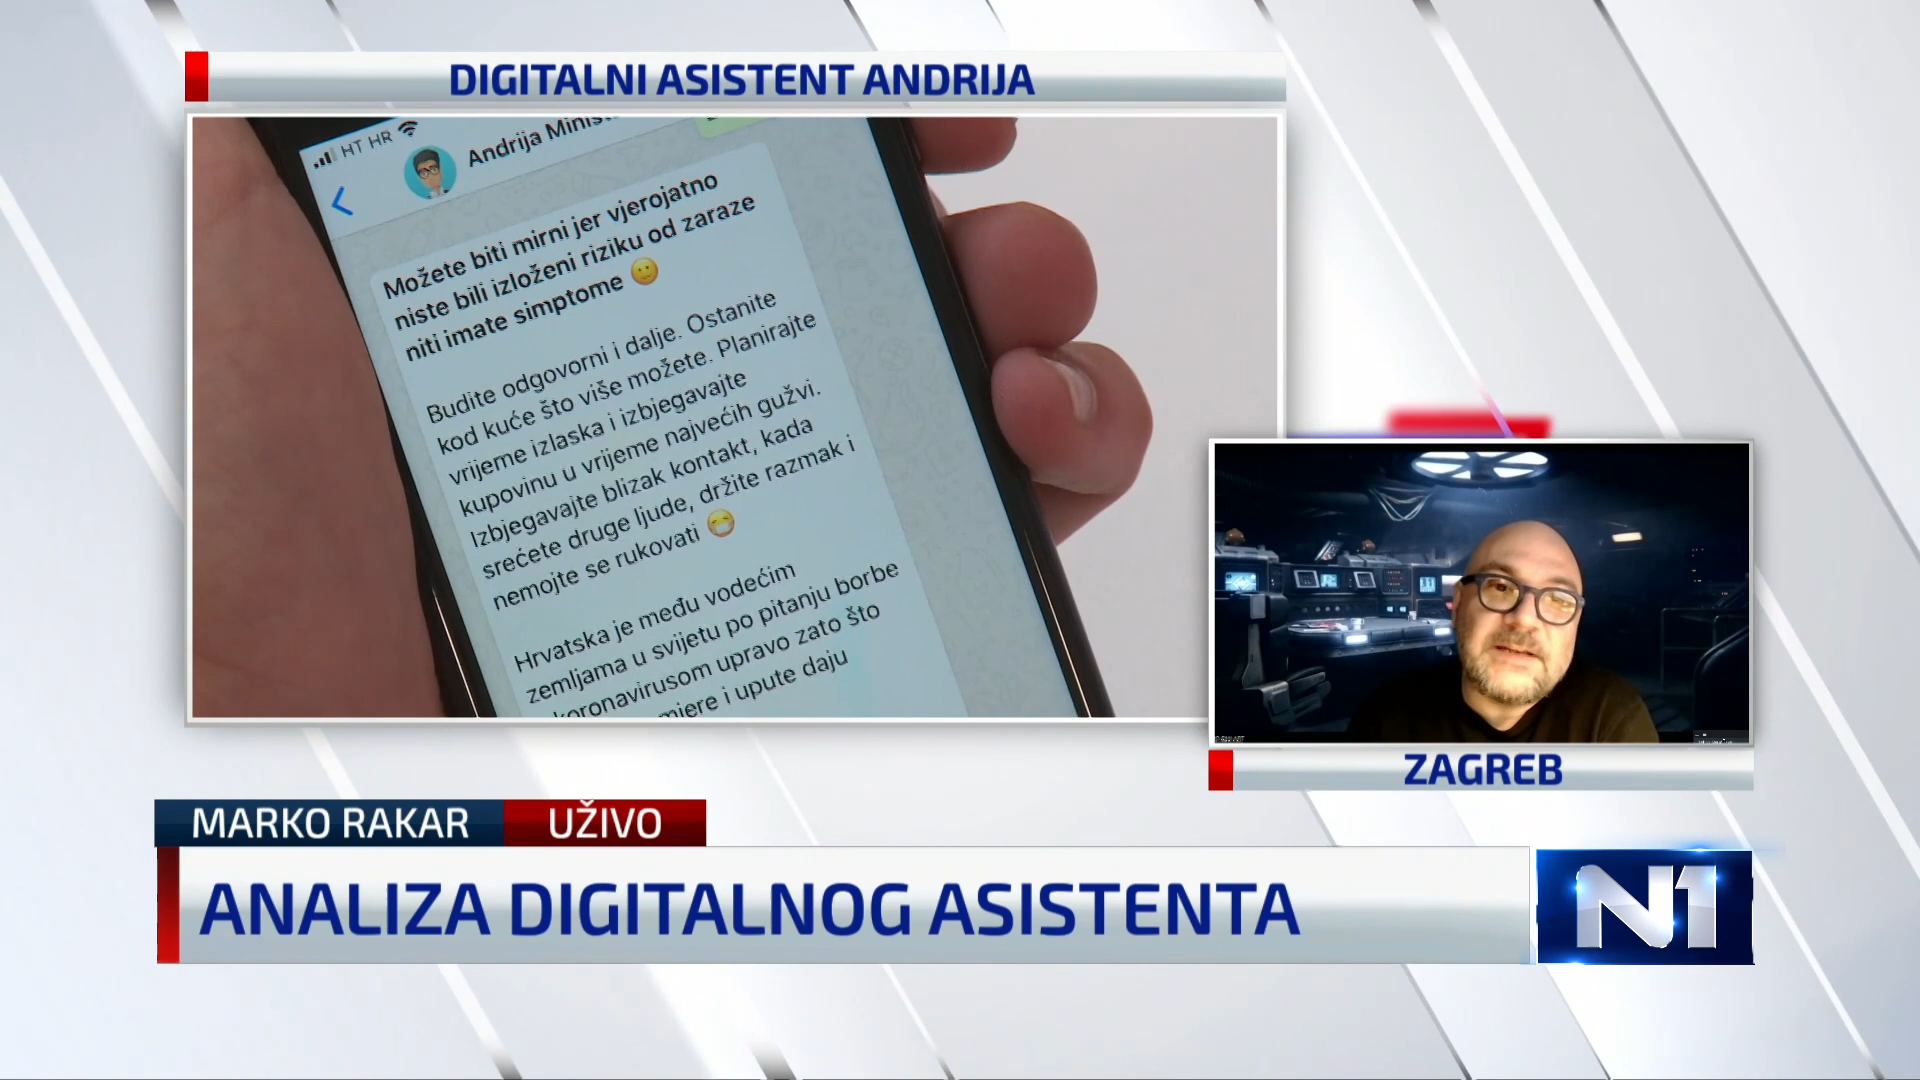 DIGITALNI ASISTENT ANDRIJA
HT HR
Andrija Minist
Možete biti mirni jer vjerojatno
niste bili izloženi riziku od zaraze
niti imate simptome 🙂
Budite odgovorni i dalje. Ostanite
kod kuće što više možete. Planirajte
vrijeme izlaska i izbjegavajte
kupovinu u vrijeme najvećih gužvi.
Izbjegavajte blizak kontakt, kada
srećete druge ljude, držite razmak i
nemojte se rukovati 😷
Hrvatska je među vodećim
zemljama u svijetu po pitanju borbe
koronavirusom upravo zato što
mjere i upute daju
ZAGREB
MARKO RAKAR
UŽIVO
ANALIZA DIGITALNOG ASISTENTA
N1